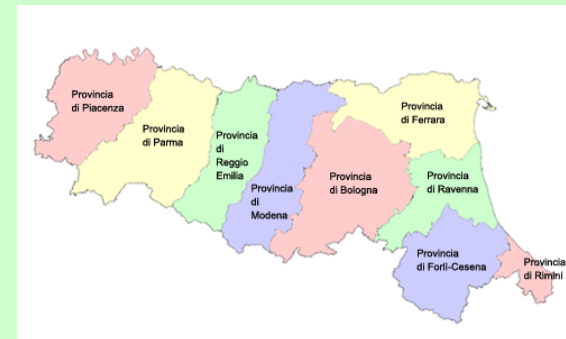 Provincia
di Piacenza
Provincia
di Parma
Provincia
di
Reggio
Emilia
Provincia
di
Modena
Provincia
di Bologna
Provincia
di Ferrara
Provincia
di Ravenna
Provincia
di Forlì-Cesena
Provincia
di Rimini